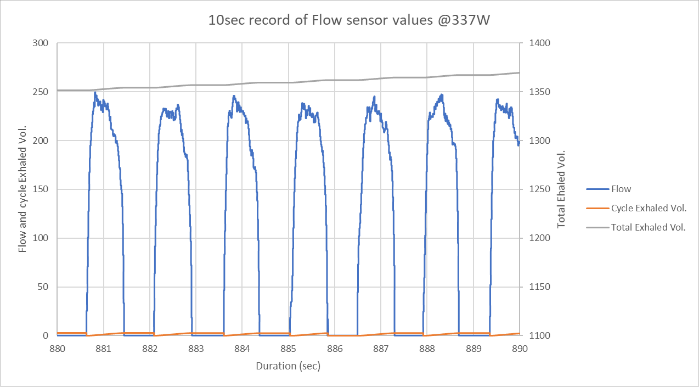 10sec record of Flow sensor values @337W
300
250
200
150
100
50
0
Flow and cycle Exhaled Vol.
1400
1350
1300
1250
1200
1150
1100
Total Ehaled Vol.
880 881 882 883 884 885 886 887 888 889 890
Duration (sec)
Flow
Cycle Exhaled Vol.
Total Exhaled Vol.